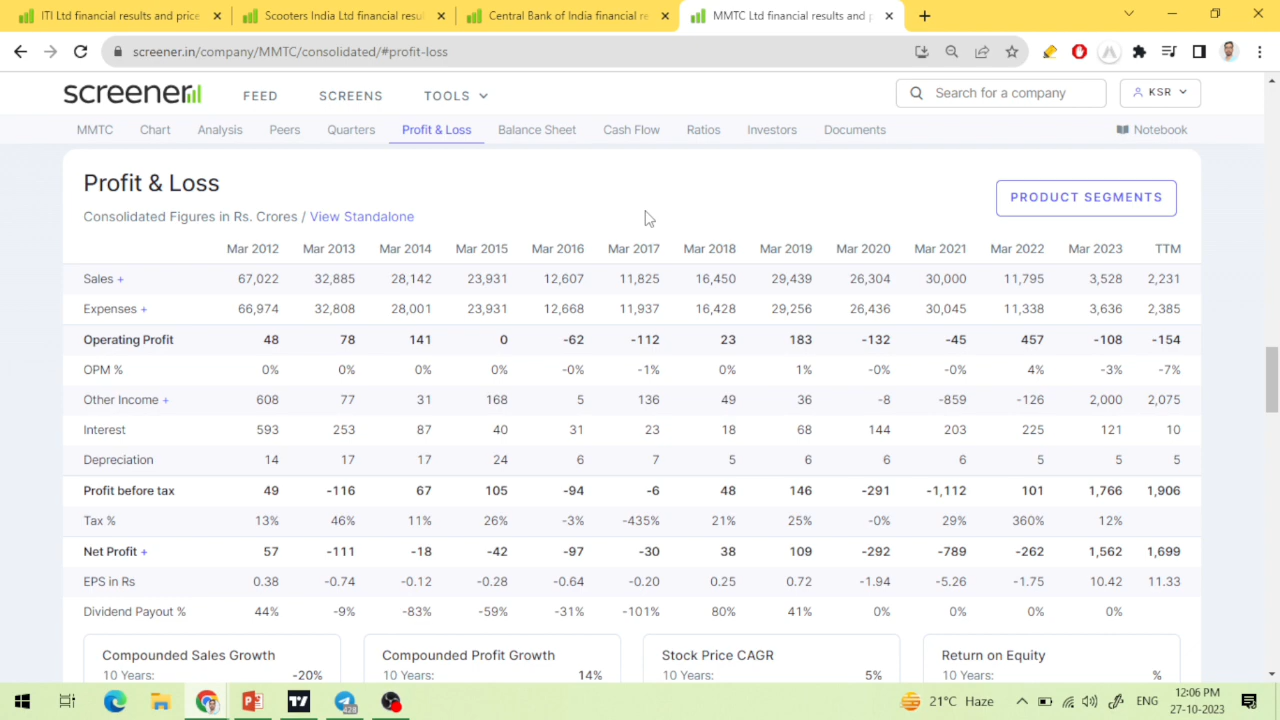 ITI Ltd financial results and price
Scooters India Ltd financial resul
Central Bank of India financial re
MMTC Ltd financial results and p
screener.in/company/MMTC/consolidated/#profit-loss
screener
FEED SCREENS TOOLS
Search for a company
KSR
MMTC Chart Analysis Peers Quarters Profit & Loss Balance Sheet Cash Flow Ratios Investors Documents Notebook
Profit & Loss
PRODUCT SEGMENTS
Consolidated Figures in Rs. Crores / View Standalone
Mar 2012 Mar 2013 Mar 2014 Mar 2015 Mar 2016 Mar 2017 Mar 2018 Mar 2019 Mar 2020 Mar 2021 Mar 2022 Mar 2023 TTM
Sales + 67,022 32,885 28,142 23,931 12,607 11,825 16,450 29,439 26,304 30,000 11,795 3,528 2,231
Expenses + 66,974 32,808 28,001 23,931 12,668 11,937 16,428 29,256 26,436 30,045 11,338 3,636 2,385
Operating Profit 48 78 141 0 -62 -112 23 183 -132 -45 457 -108 -154
OPM % 0% 0% 0% 0% -0% -1% 0% 1% -0% -0% 4% -3% -7%
Other Income + 608 77 31 168 5 136 49 36 -8 -859 -126 2,000 2,075
Interest 593 253 87 40 31 23 18 68 144 203 225 121 10
Depreciation 14 17 17 24 6 7 5 6 6 6 5 5 5
Profit before tax 49 -116 67 105 -94 -6 48 146 -291 -1,112 101 1,766 1,906
Tax % 13% 46% 11% 26% -3% -435% 21% 25% -0% 29% 360% 12%
Net Profit + 57 -111 -18 -42 -97 -30 38 109 -292 -789 -262 1,562 1,699
EPS in Rs 0.38 -0.74 -0.12 -0.28 -0.64 -0.20 0.25 0.72 -1.94 -5.26 -1.75 10.42 11.33
Dividend Payout % 44% -9% -83% -59% -31% -101% 80% 41% 0% 0% 0% 0%
Compounded Sales Growth
10 Years: -20%
Compounded Profit Growth
10 Years: 14%
Stock Price CAGR
10 Years: 5%
Return on Equity
10 Years: %
428
21°C Haze
ENG
12:06 PM
27-10-2023